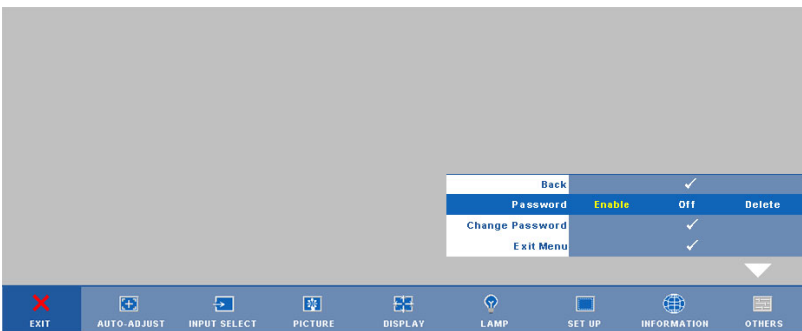 Back
Password Enable Off Delete
Change Password
Exit Menu
EXIT AUTO-ADJUST INPUT SELECT PICTURE DISPLAY LAMP SET UP INFORMATION OTHERS